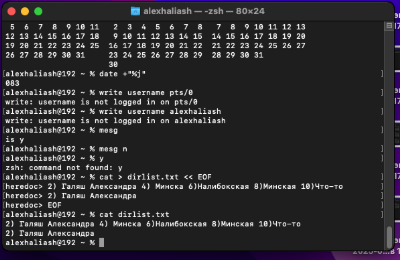 alexhaliash — -zsh — 80×24
5 6 7 8 9 10 11 2 3 4 5 6 7 8 7 8 9 10 11 12 13
12 13 14 15 16 17 18 9 10 11 12 13 14 15 14 15 16 17 18 19 20
19 20 21 22 23 24 25 16 17 18 19 20 21 22 21 22 23 24 25 26 27
26 27 28 29 30 31 23 24 25 26 27 28 29 28 29 30 31
30
[alexhaliash@192 ~ % date +"%j" ]
083
[alexhaliash@192 ~ % write username pts/0 ]
write: username is not logged in on pts/0
[alexhaliash@192 ~ % write username alexhaliash ]
write: username is not logged in on alexhaliash
[alexhaliash@192 ~ % mesg ]
is y
[alexhaliash@192 ~ % mesg n ]
[alexhaliash@192 ~ % y ]
zsh: command not found: y
[alexhaliash@192 ~ % cat > dirlist.txt << EOF ]
[heredoc> 2) Галяш Александра 4) Минска 6)Налибокская 8)Минская 10)Что-то ]
[heredoc> 2) Галяш Александра ]
[heredoc> EOF ]
[alexhaliash@192 ~ % cat dirlist.txt ]
2) Галяш Александра 4) Минска 6)Налибокская 8)Минская 10)Что-то
2) Галяш Александра
alexhaliash@192 ~ %